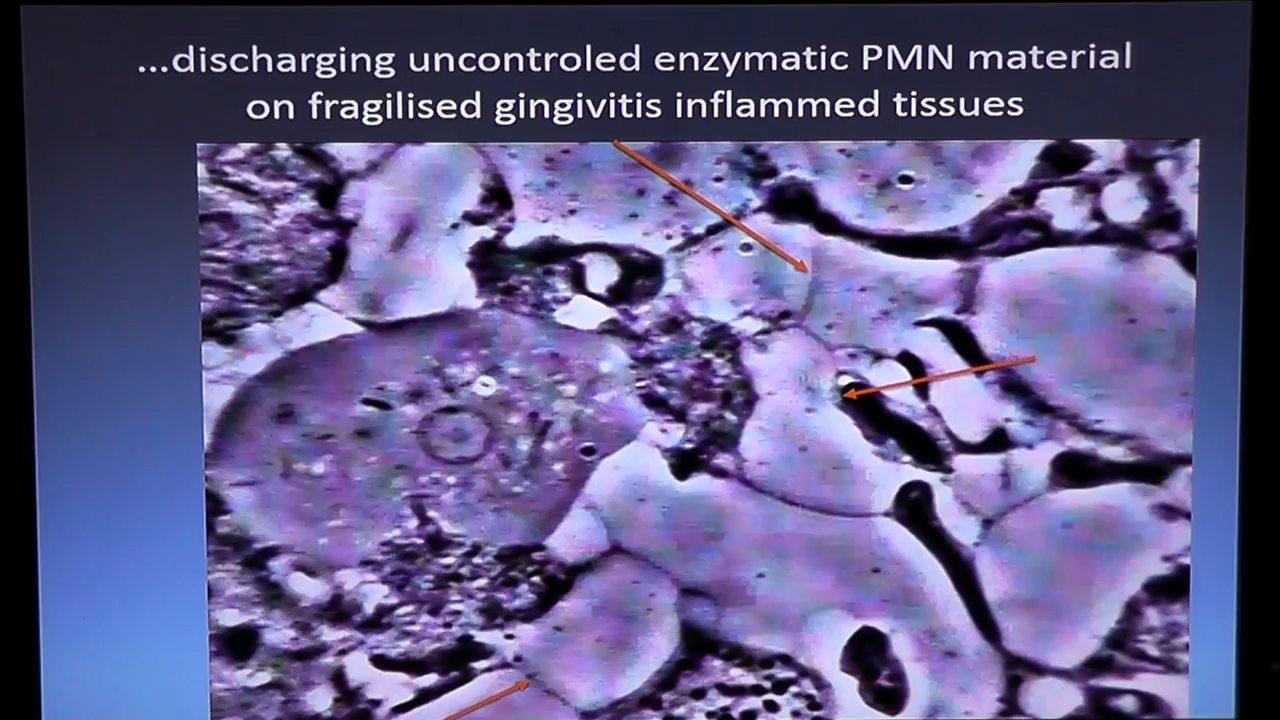 ...discharging uncontroled enzymatic PMN material
on fragilised gingivitis inflammed tissues